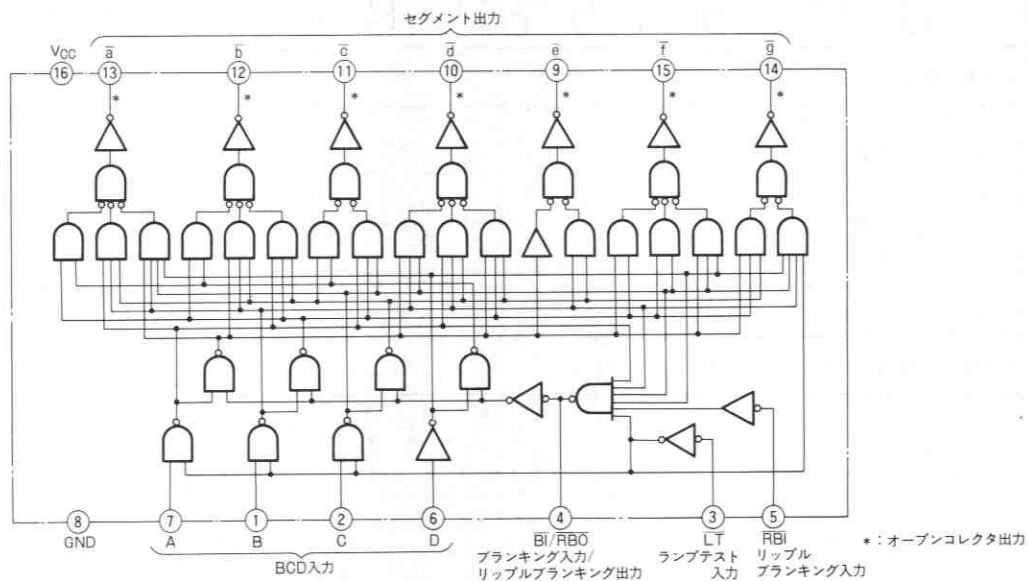 セグメント出力
VCC a̅ b̅ c̅ d̅ e̅ f̅ g̅
16 13 12 11 10 9 15 14
* * * * * * *
8 7 1 2 6 4 3 5
GND A B C D B̅I̅/R̅B̅O̅ L̅T̅ R̅B̅I̅
BCD入力
ブランキング入力/
リップルブランキング出力
ランプテスト
入力
リップル
ブランキング入力
*:オープンコレクタ出力